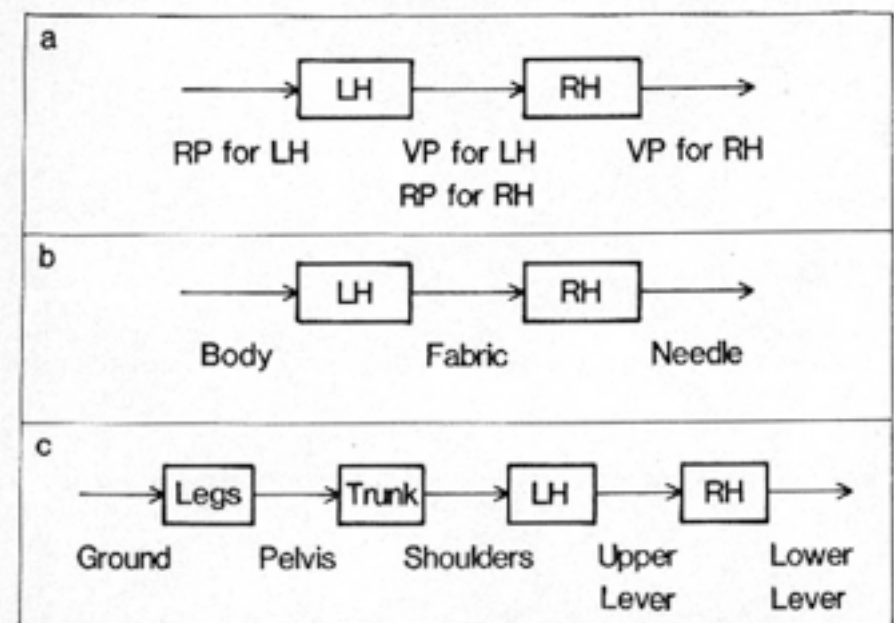 a
LH RH
RP for LH VP for LH VP for RH
RP for RH
b
LH RH
Body Fabric Needle
c
Legs Trunk LH RH
Ground Pelvis Shoulders Upper Lower
Lever Lever